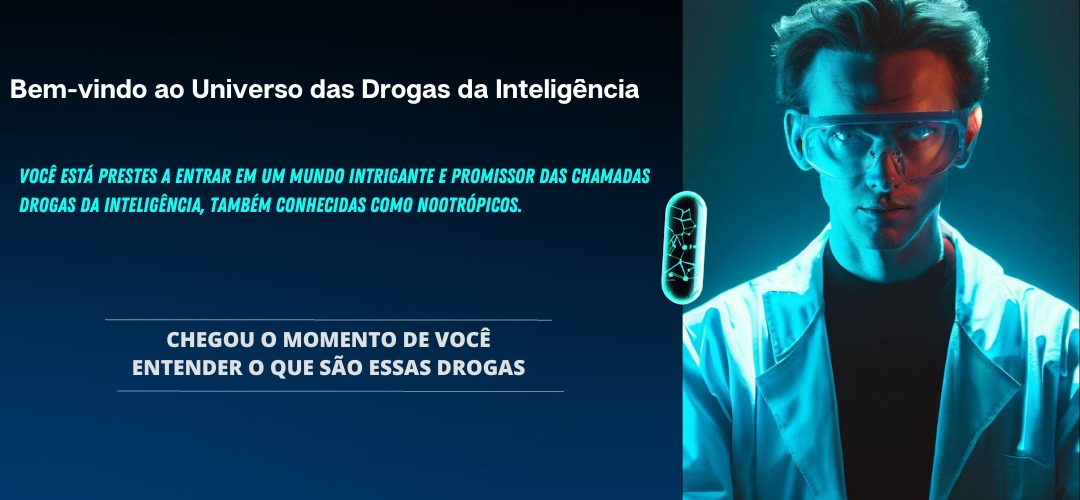 Bem-vindo ao Universo das Drogas da Inteligência
VOCÊ ESTÁ PRESTES A ENTRAR EM UM MUNDO INTRIGANTE E PROMISSOR DAS CHAMADAS
DROGAS DA INTELIGÊNCIA, TAMBÉM CONHECIDAS COMO NOOTRÓPICOS.
CHEGOU O MOMENTO DE VOCÊ
ENTENDER O QUE SÃO ESSAS DROGAS